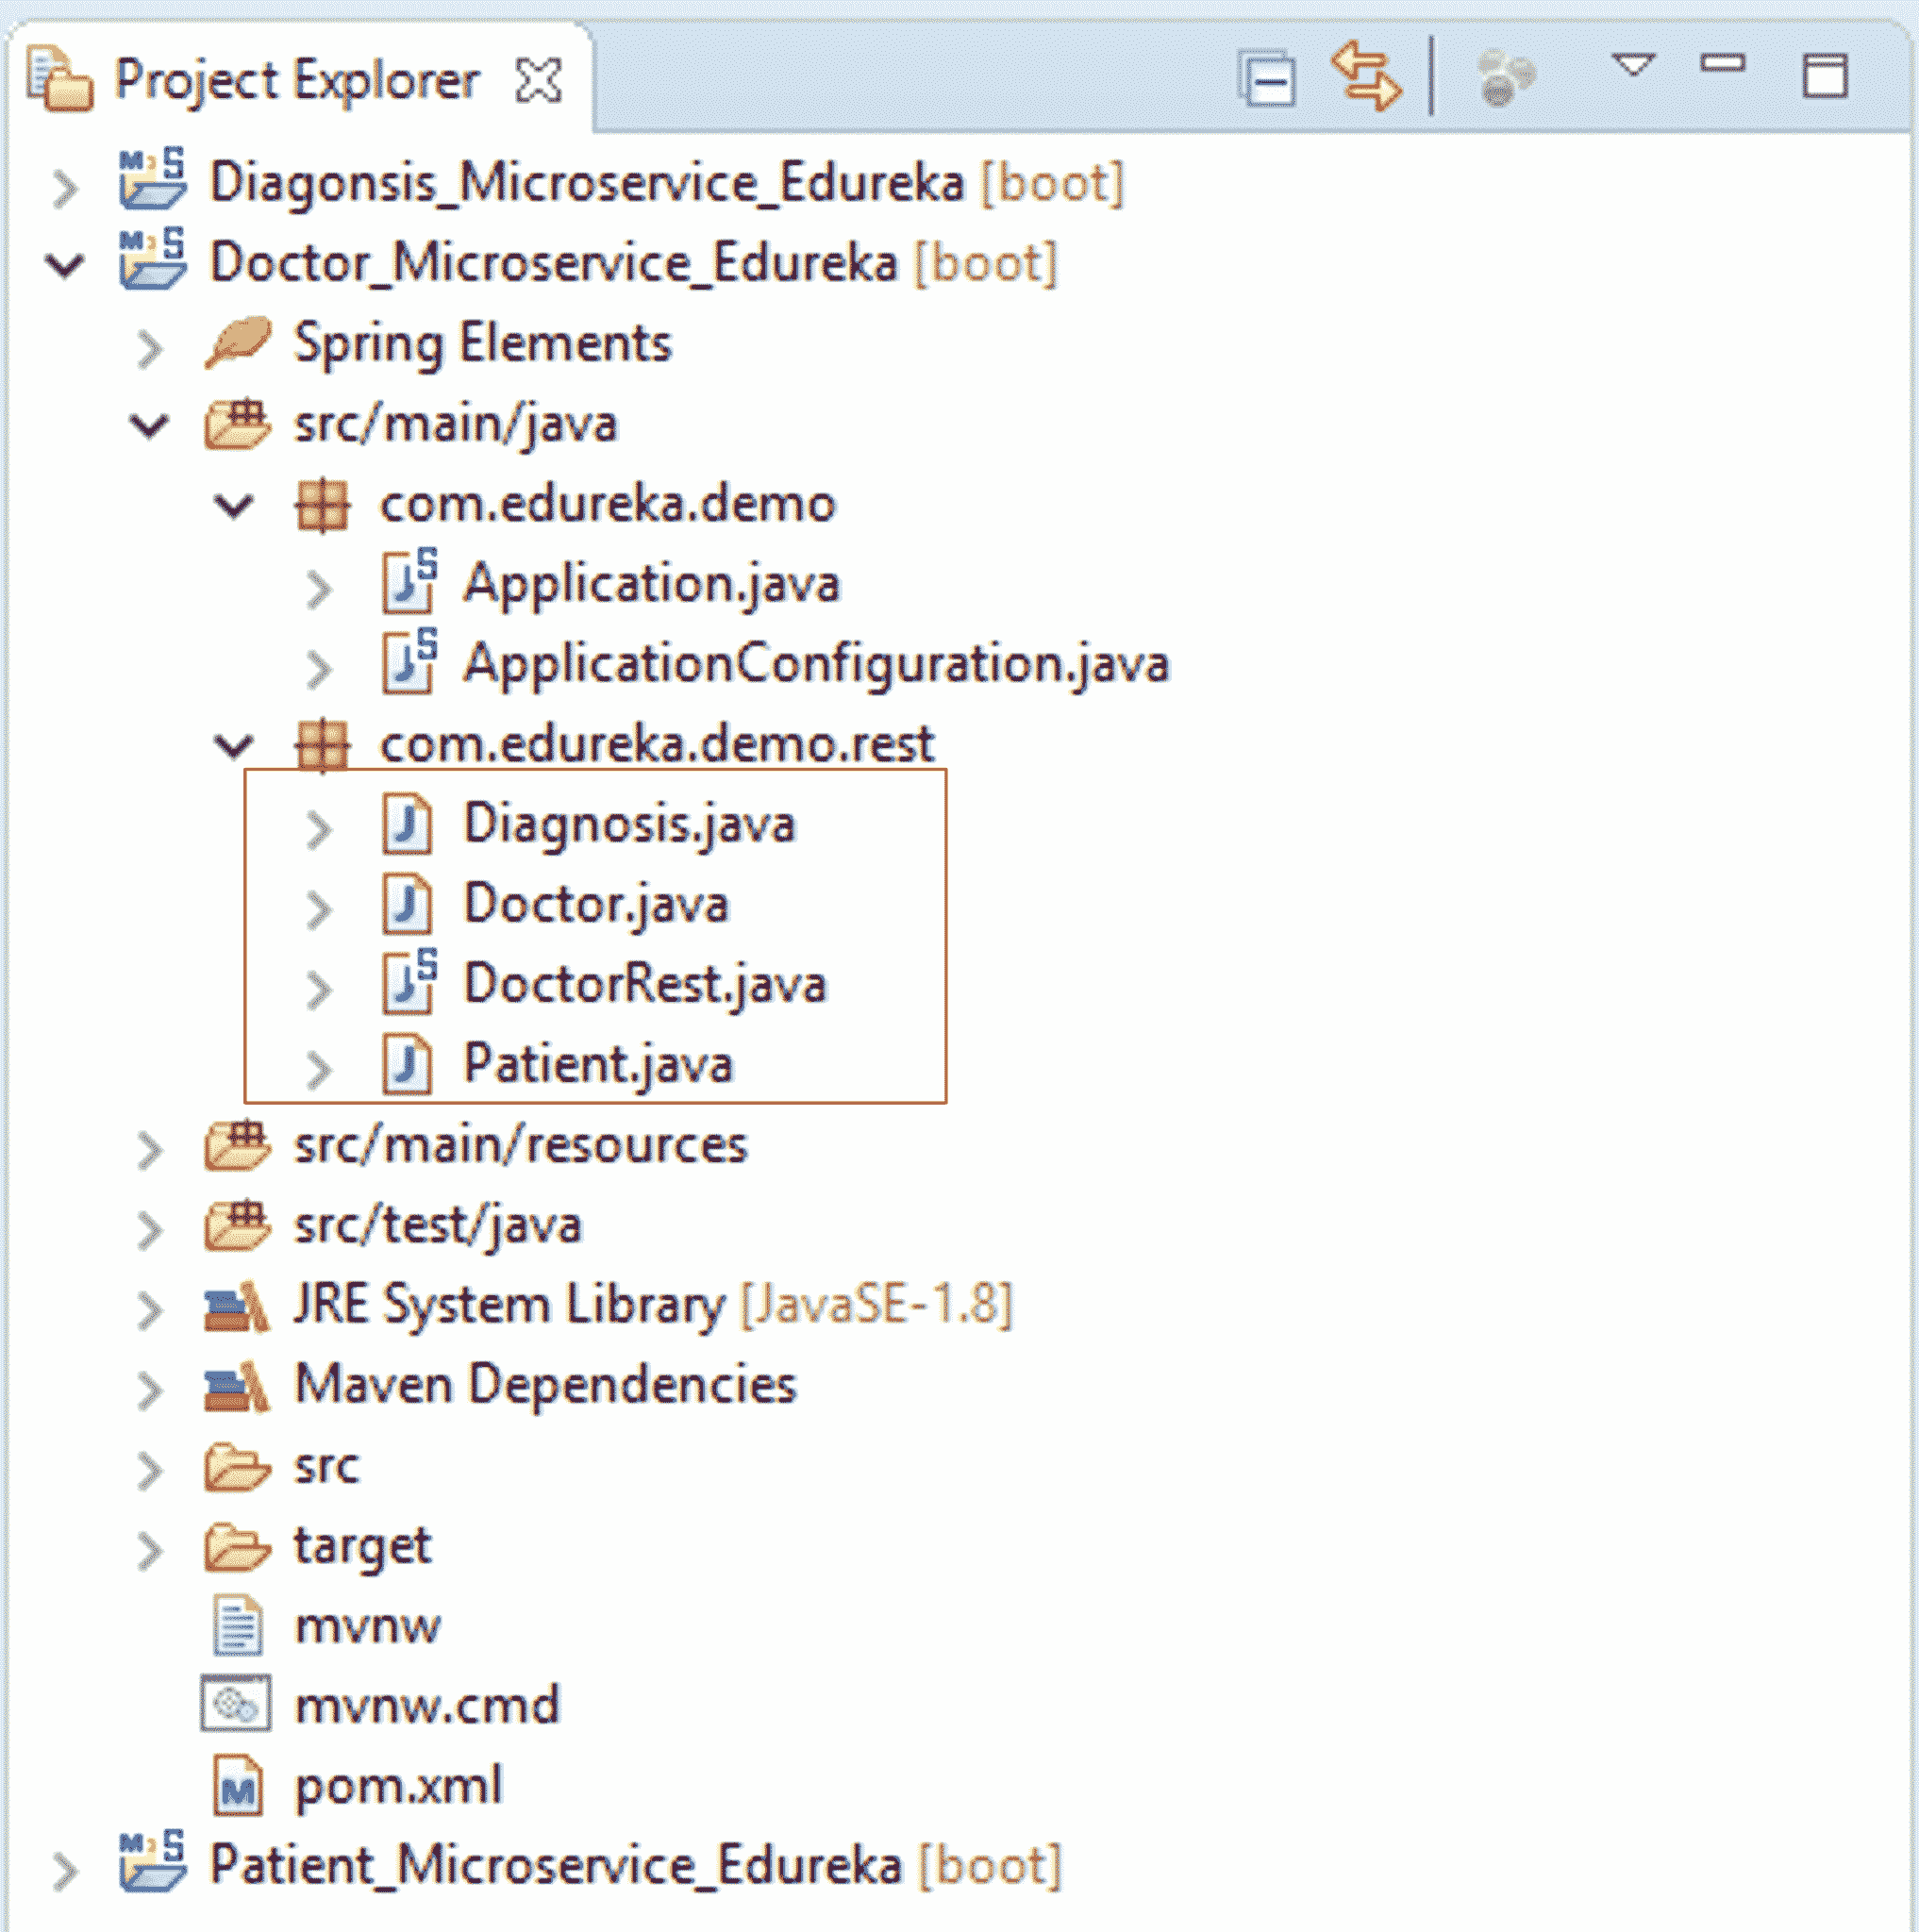 Project Explorer
Diagonsis_Microservice_Edureka [boot]
Doctor_Microservice_Edureka [boot]
Spring Elements
src/main/java
com.edureka.demo
Application.java
ApplicationConfiguration.java
com.edureka.demo.rest
Diagnosis.java
Doctor.java
DoctorRest.java
Patient.java
src/main/resources
src/test/java
JRE System Library [JavaSE-1.8]
Maven Dependencies
src
target
mvnw
mvnw.cmd
pom.xml
Patient_Microservice_Edureka [boot]